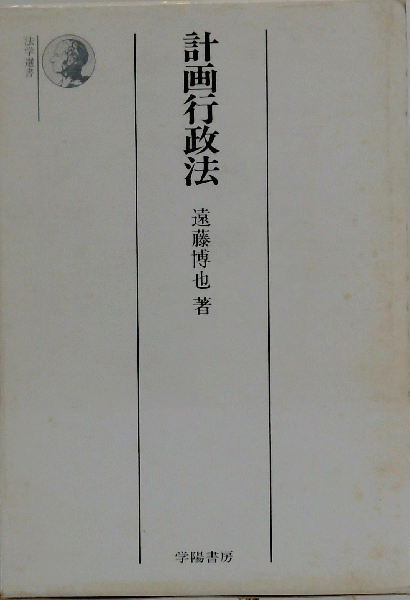 法学選書
計画行政法
遠藤博也 著
学陽書房